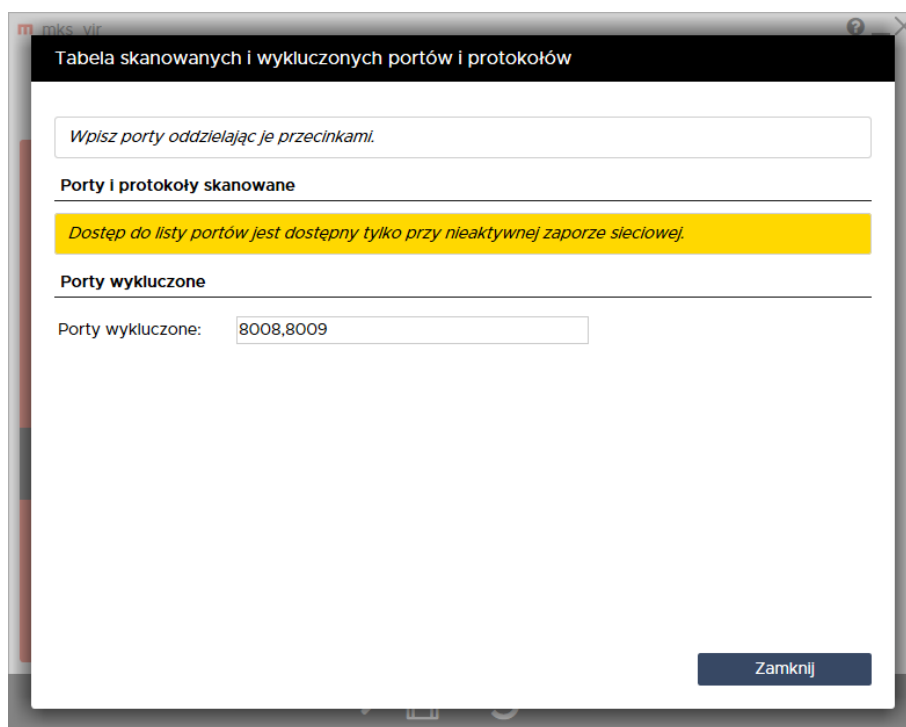 mks_vir
Tabela skanowanych i wykluczonych portów i protokołów
Wpisz porty oddzielając je przecinkami.
Porty i protokoły skanowane
Dostęp do listy portów jest dostępny tylko przy nieaktywnej zaporze sieciowej.
Porty wykluczone
Porty wykluczone: 8008,8009
Zamknij